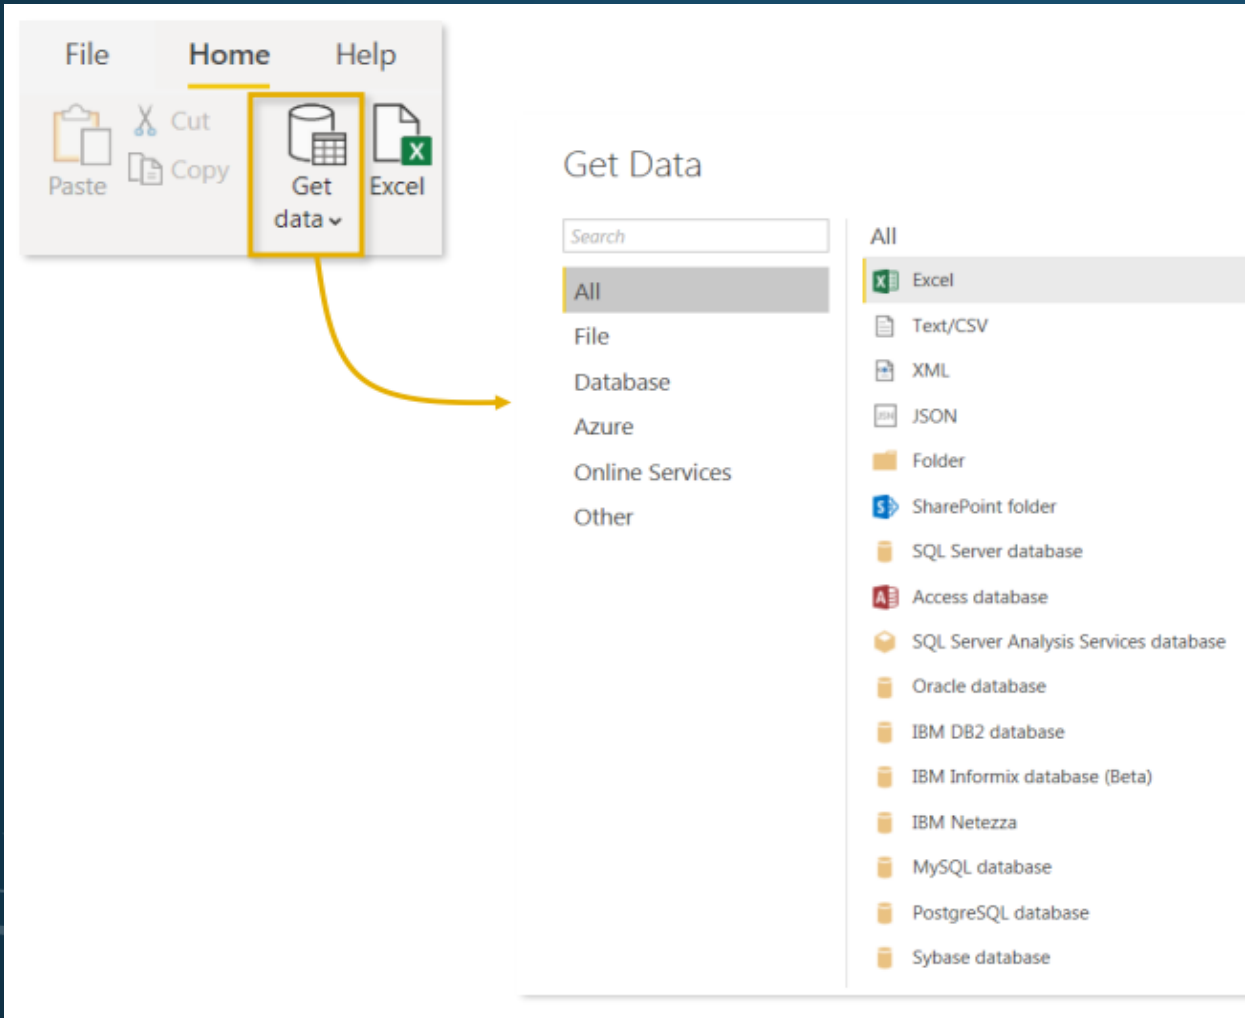 File Home Help
Cut
Copy
Paste
Get
data
Excel
Get Data
Search
All
File
Database
Azure
Online Services
Other
All
Excel
Text/CSV
XML
JSON
Folder
SharePoint folder
SQL Server database
Access database
SQL Server Analysis Services database
Oracle database
IBM DB2 database
IBM Informix database (Beta)
IBM Netezza
MySQL database
PostgreSQL database
Sybase database